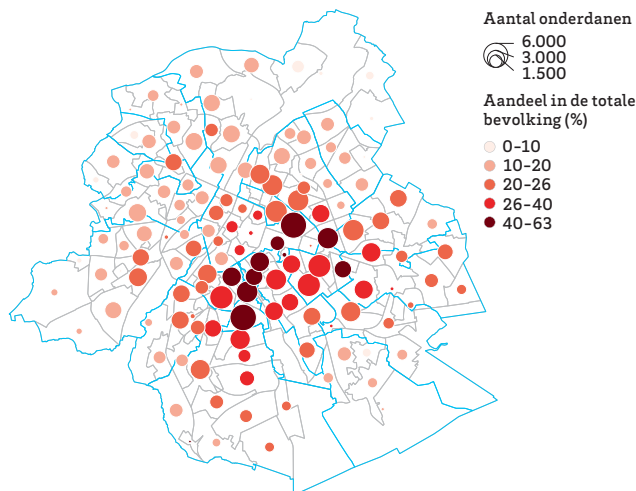 Aantal onderdanen
6.000
3.000
1.500
Aandeel in de totale
bevolking (%)
0-10
10-20
20-26
26-40
40-63